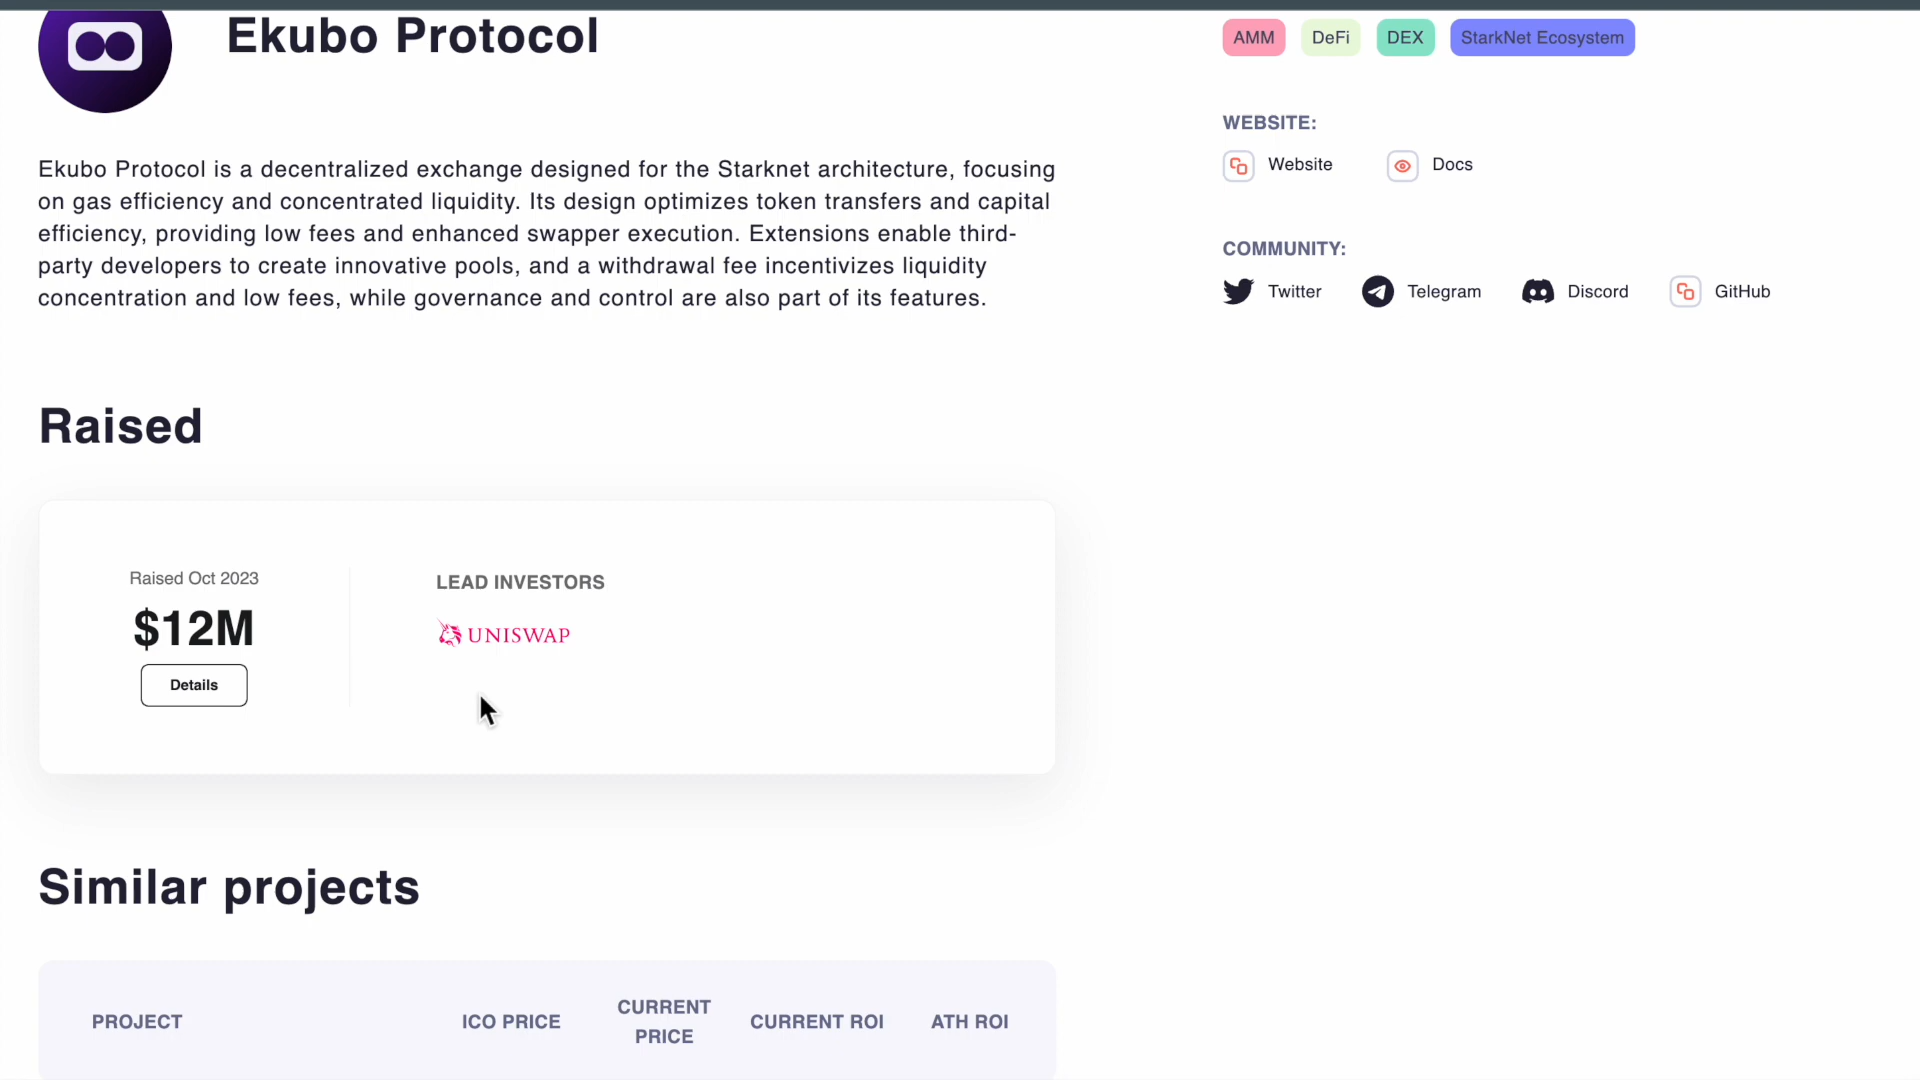 Ekubo Protocol
AMM
DeFi
DEX
StarkNet Ecosystem
Ekubo Protocol is a decentralized exchange designed for the Starknet architecture, focusing
on gas efficiency and concentrated liquidity. Its design optimizes token transfers and capital
efficiency, providing low fees and enhanced swapper execution. Extensions enable third-
party developers to create innovative pools, and a withdrawal fee incentivizes liquidity
concentration and low fees, while governance and control are also part of its features.
WEBSITE:
Website
Docs
COMMUNITY:
Twitter
Telegram
Discord
GitHub
Raised
Raised Oct 2023
$12M
Details
LEAD INVESTORS
UNISWAP
Similar projects
PROJECT
ICO PRICE
CURRENT
PRICE
CURRENT ROI
ATH ROI